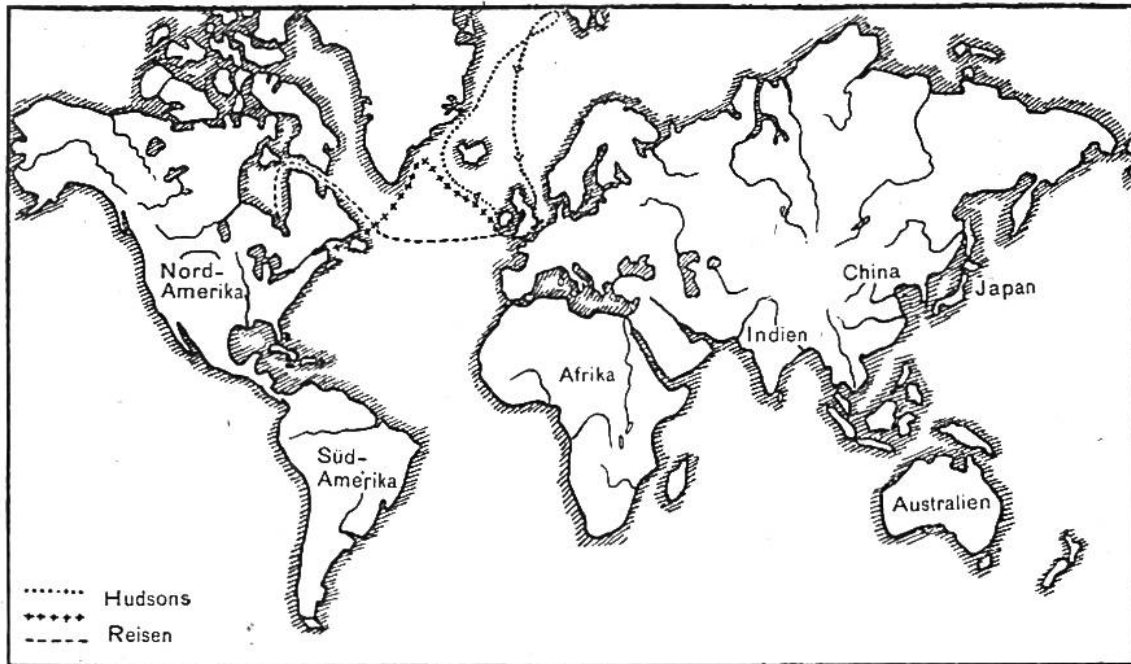 Nord-
Amerika
China
Japan
Indien
Afrika
Süd-
Amerika
Australien
Hudsons
Reisen